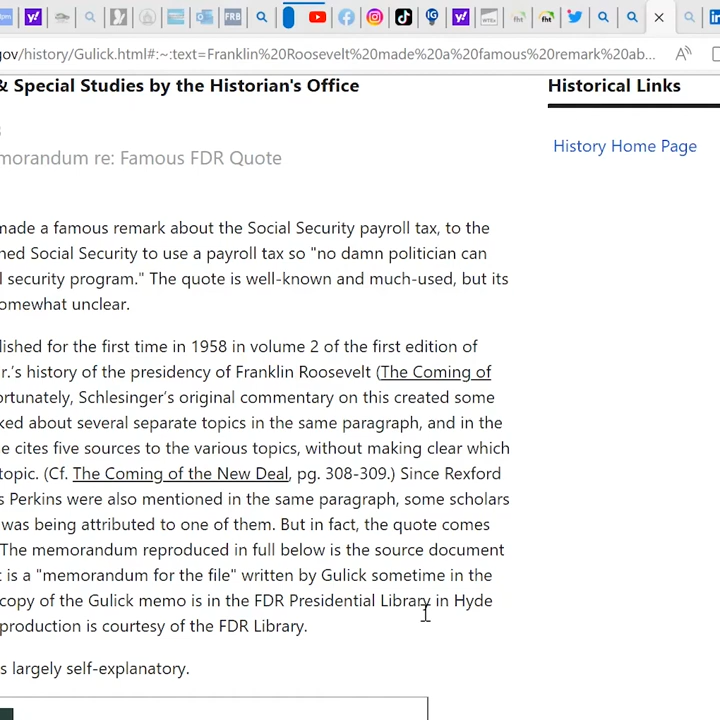 gov/history/Gulick.html#:~:text=Franklin%20Roosevelt%20made%20a%20famous%20remark%20ab...
& Special Studies by the Historian's Office
Historical Links
morandum re: Famous FDR Quote
History Home Page
made a famous remark about the Social Security payroll tax, to the
ned Social Security to use a payroll tax so "no damn politician can
l security program." The quote is well-known and much-used, but its
omewhat unclear.
lished for the first time in 1958 in volume 2 of the first edition of
r.'s history of the presidency of Franklin Roosevelt (The Coming of
ortunately, Schlesinger's original commentary on this created some
ked about several separate topics in the same paragraph, and in the
e cites five sources to the various topics, without making clear which
topic. (Cf. The Coming of the New Deal, pg. 308-309.) Since Rexford
s Perkins were also mentioned in the same paragraph, some scholars
was being attributed to one of them. But in fact, the quote comes
The memorandum reproduced in full below is the source document
t is a "memorandum for the file" written by Gulick sometime in the
copy of the Gulick memo is in the FDR Presidential Library in Hyde
production is courtesy of the FDR Library.
s largely self-explanatory.